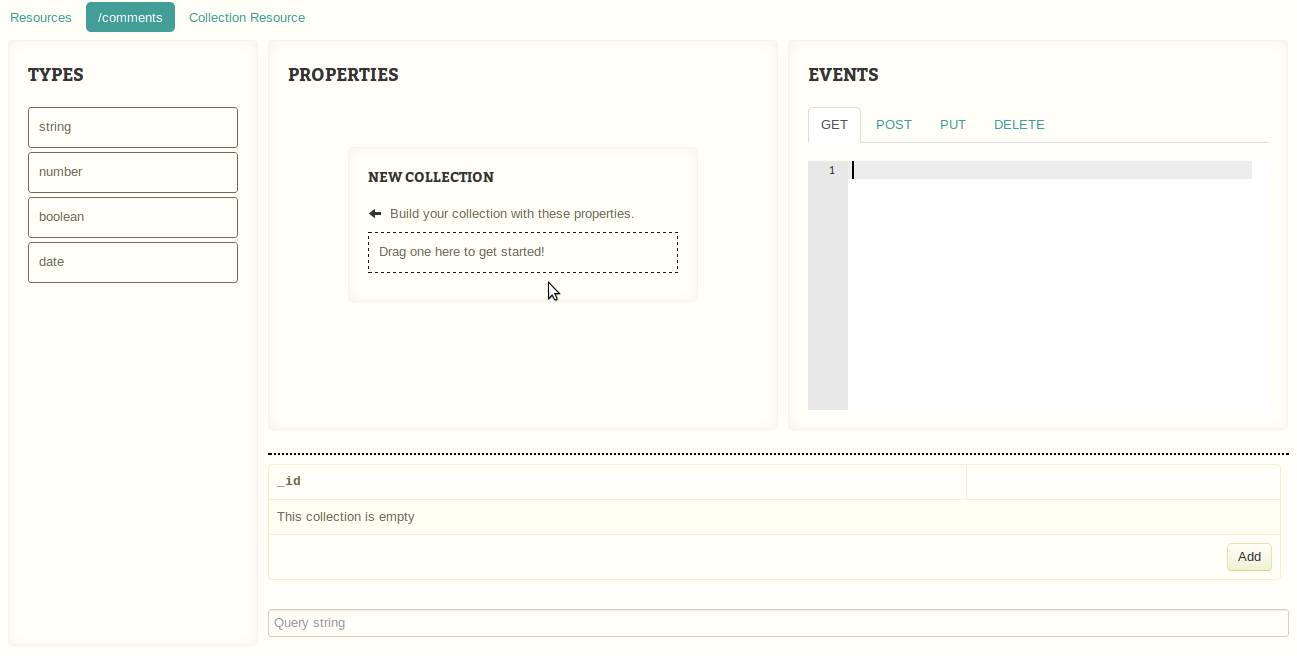 Resources /comments Collection Resource
TYPES
string
number
boolean
date
PROPERTIES
NEW COLLECTION
Build your collection with these properties.
Drag one here to get started!
EVENTS
GET POST PUT DELETE
1
_id
This collection is empty
Add
Query string